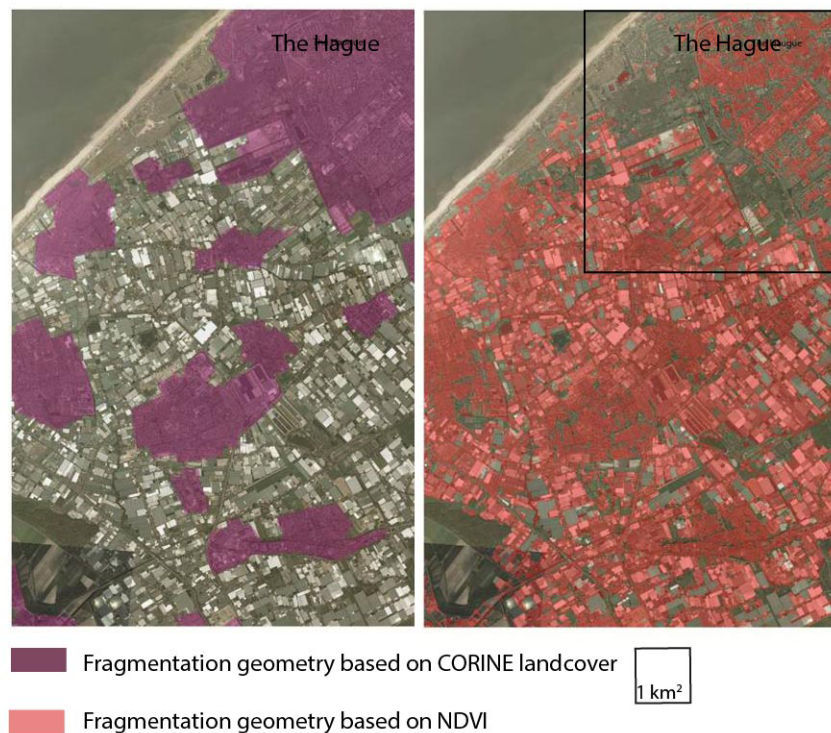 The Hague
The Hague
Fragmentation geometry based on CORINE landcover
1 km²
Fragmentation geometry based on NDVI